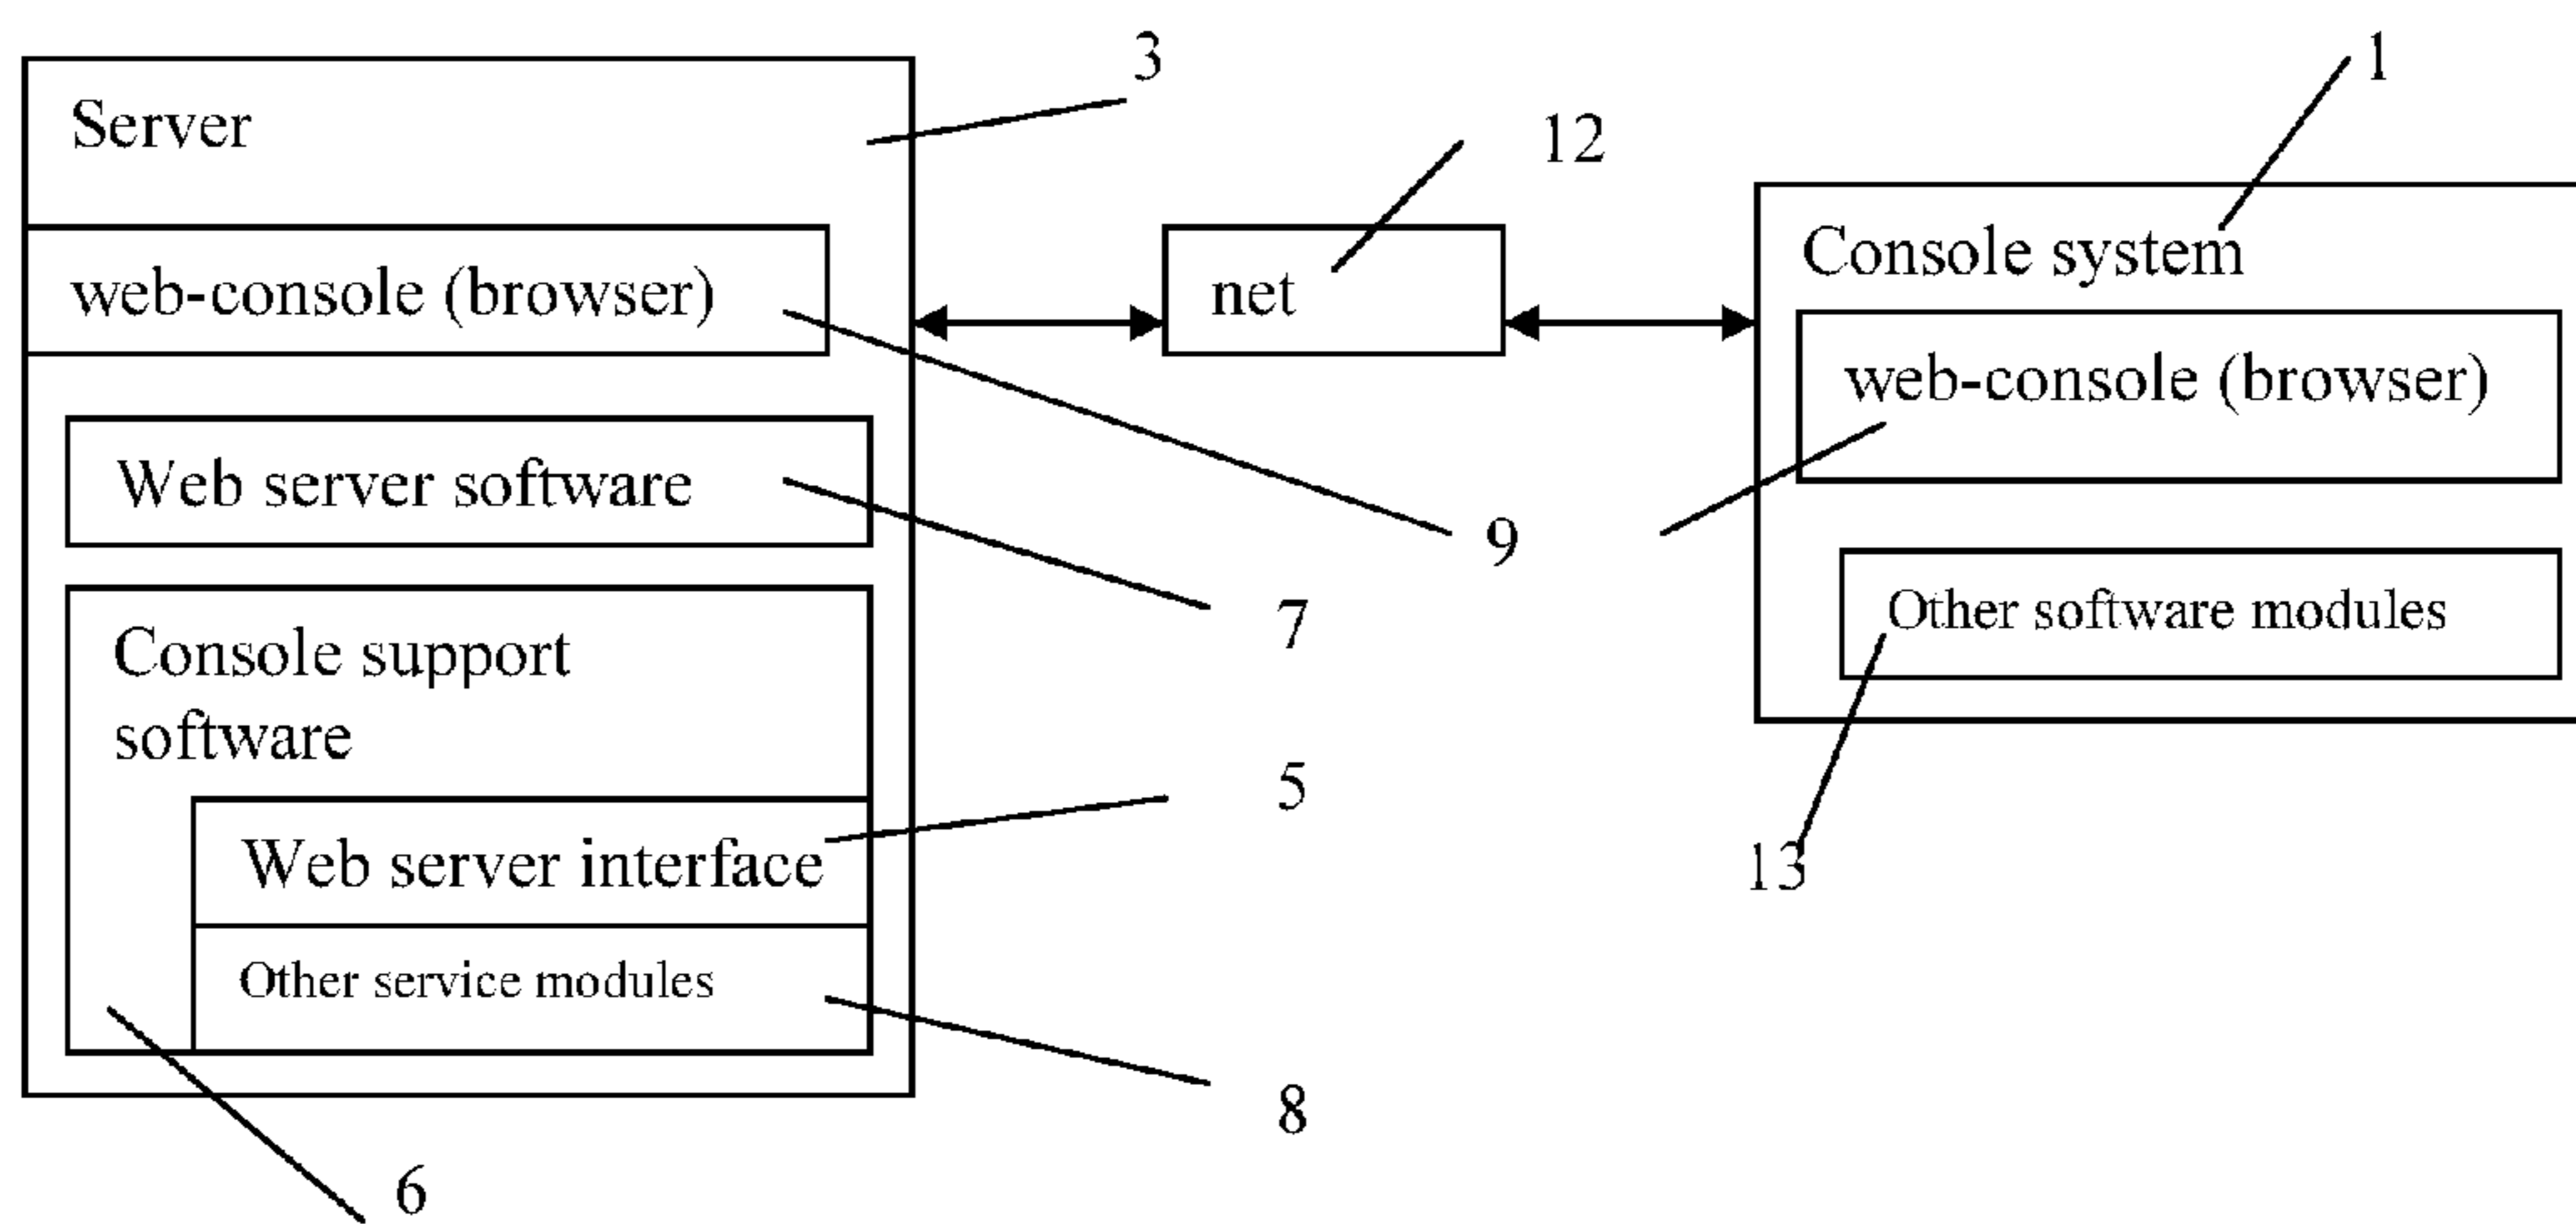 Server
3
web-console (browser)
Web server software
Console support
software
Web server interface
Other service modules
6
12
net
9
7
5
8
1
Console system
web-console (browser)
Other software modules
13